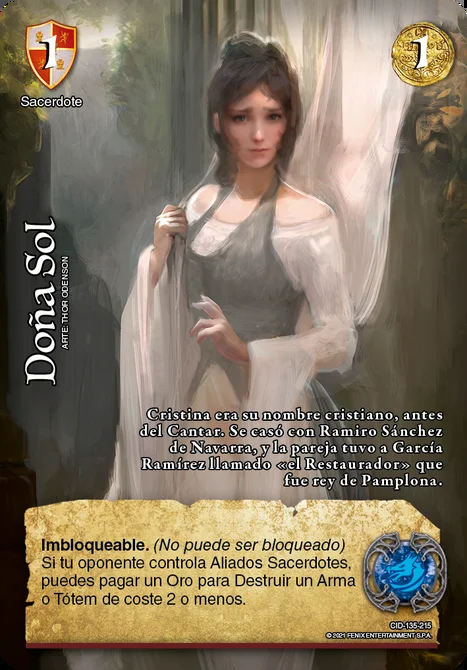 1
1
Sacerdote
Doña Sol
ARTE: THOR ODENSON
Cristina era su nombre cristiano, antes
del Cantar. Se casó con Ramiro Sánchez
de Navarra, y la pareja tuvo a García
Ramírez llamado «el Restaurador» que
fue rey de Pamplona.
Imbloqueable. (No puede ser bloqueado)
Si tu oponente controla Aliados Sacerdotes,
puedes pagar un Oro para Destruir un Arma
o Tótem de coste 2 o menos.
CID-135-215
©2021 FENIX ENTERTAINMENT S.P.A.